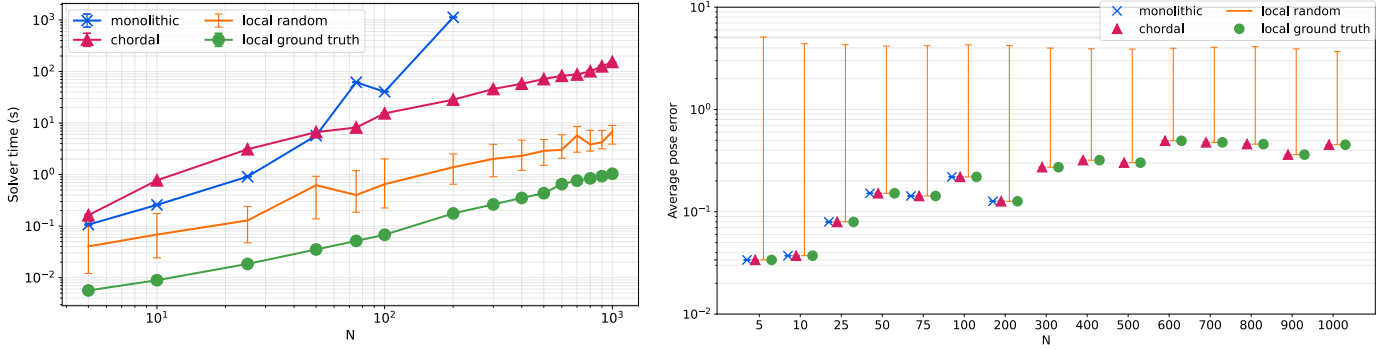 monolithic
chordal
local random
local ground truth
Solver time (s)
10³
10²
10¹
10⁰
10⁻¹
10⁻²
10¹
10²
10³
N
monolithic
chordal
local random
local ground truth
Average pose error
10¹
10⁰
10⁻¹
10⁻²
5 10 25 50 75 100 200 300 400 500 600 700 800 900 1000
N